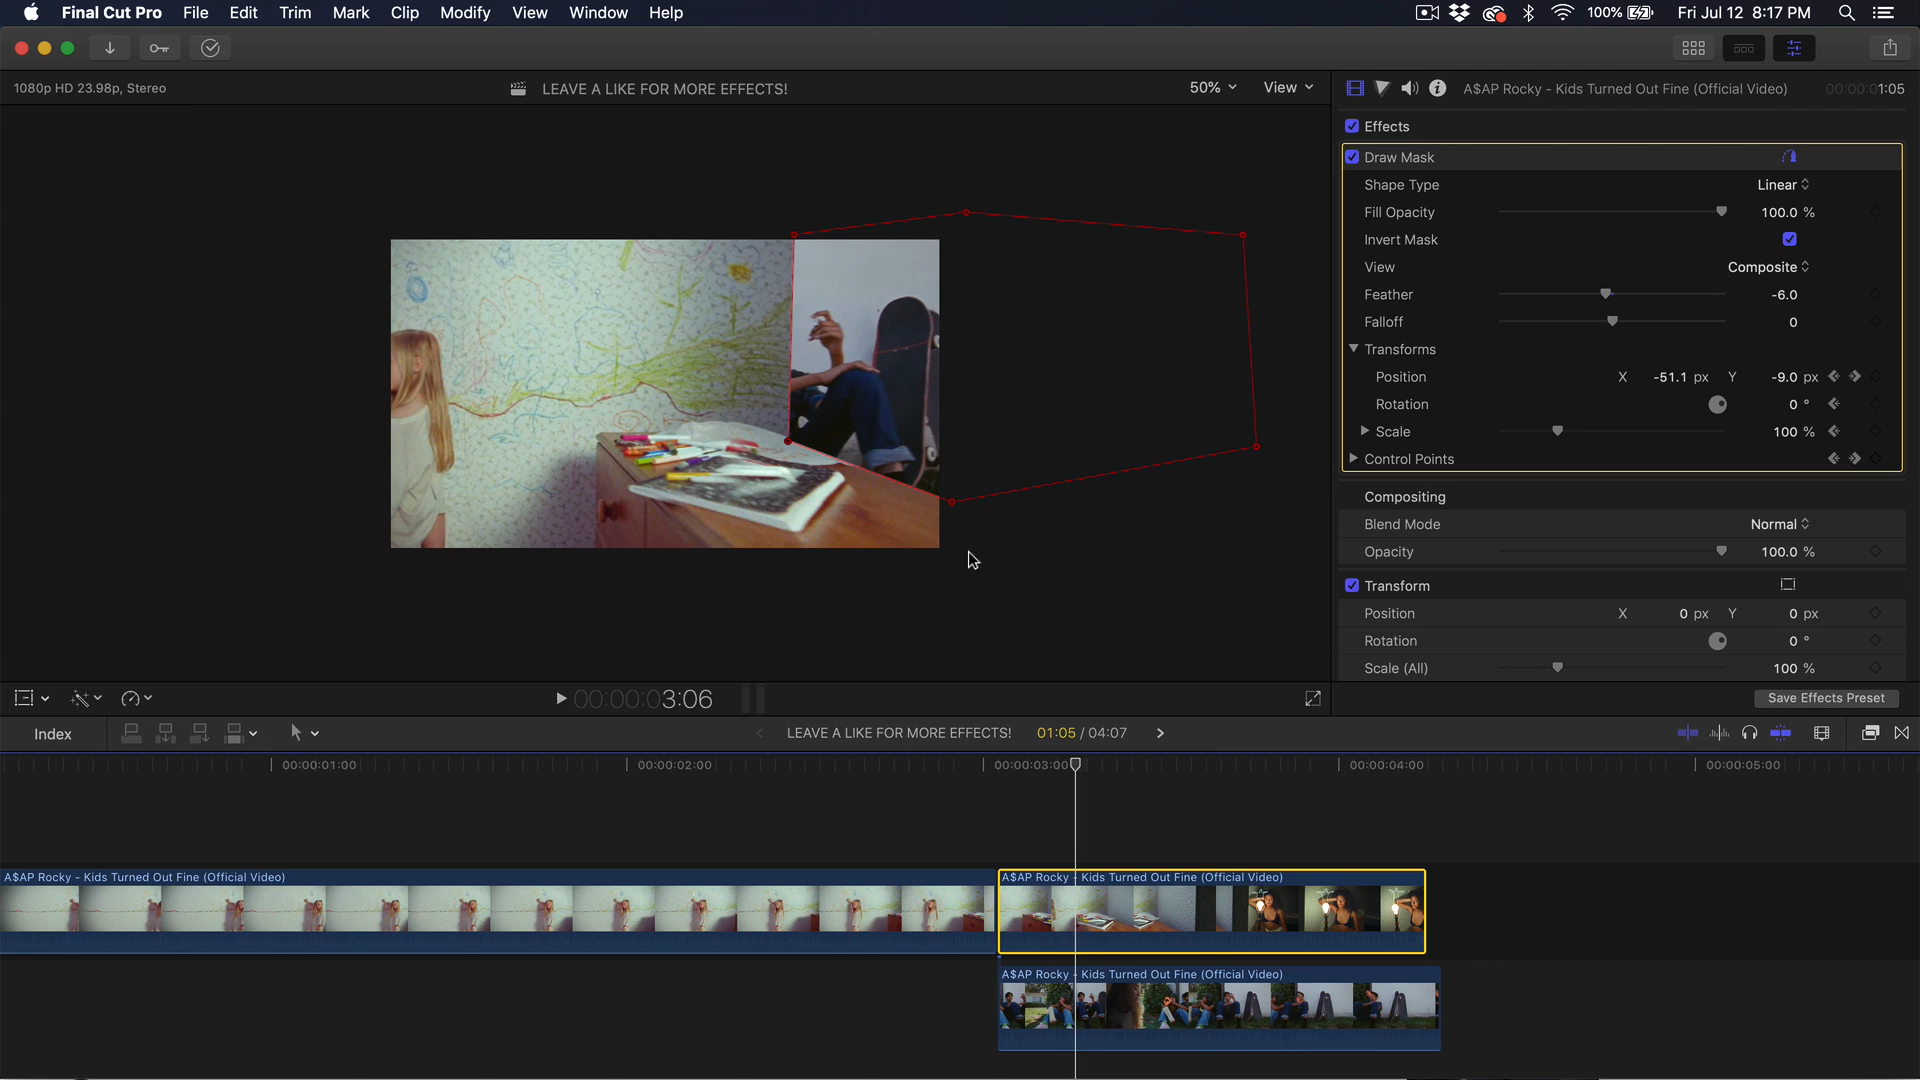 Final Cut Pro File Edit Trim Mark Clip Modify View Window Help 100% Fri Jul 12 8:17 PM
1080p HD 23.98p, Stereo
LEAVE A LIKE FOR MORE EFFECTS!
50% View
A$AP Rocky - Kids Turned Out Fine (Official Video) 00:00:01:05
Effects
Draw Mask
Shape Type Linear
Fill Opacity 100.0 %
Invert Mask
View Composite
Feather -6.0
Falloff 0
Transforms
Position X -51.1 px Y -9.0 px
Rotation 0 °
Scale 100 %
Control Points
Compositing
Blend Mode Normal
Opacity 100.0 %
Transform
Position X 0 px Y 0 px
Rotation 0 °
Scale (All) 100 %
00:00:00:03:06
Save Effects Preset
Index
LEAVE A LIKE FOR MORE EFFECTS! 01:05 / 04:07
00:00:01:00 00:00:02:00 00:00:03:00 00:00:04:00 00:00:05:00
A$AP Rocky - Kids Turned Out Fine (Official Video) A$AP Rocky - Kids Turned Out Fine (Official Video)
A$AP Rocky - Kids Turned Out Fine (Official Video)